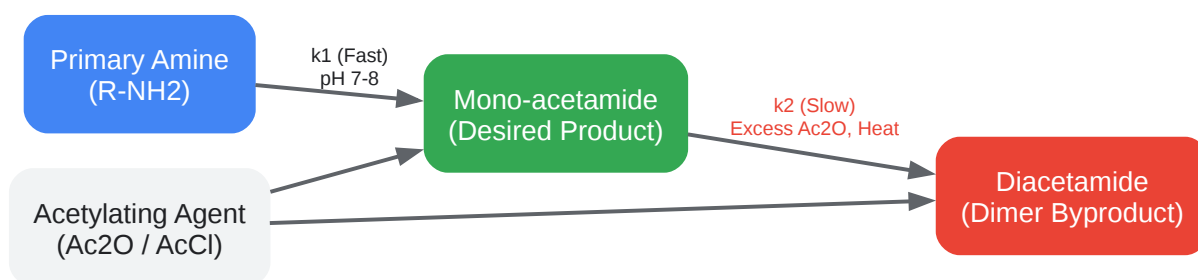 Primary Amine
(R-NH2)
k1 (Fast)
pH 7-8
Mono-acetamide
(Desired Product)
k2 (Slow)
Excess Ac2O, Heat
Acetylating Agent
(Ac2O / AcCl)
Diacetamide
(Dimer Byproduct)